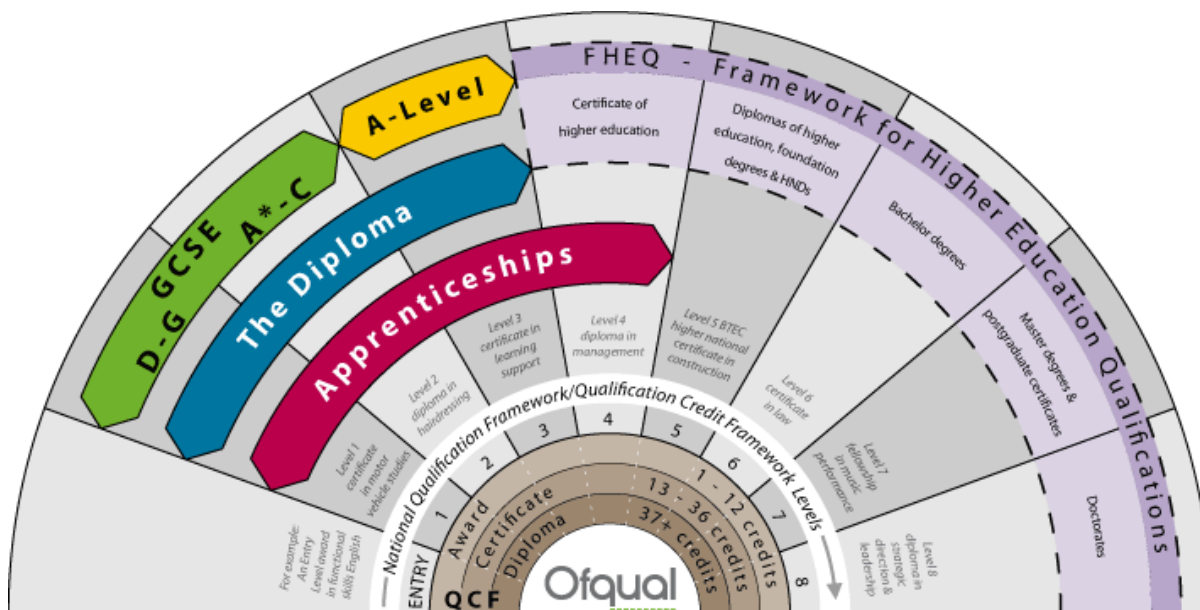 FHEQ - Framework for Higher Education Qualifications
A-Level
GCSE
D-G A*-C
The Diploma
Apprenticeships
Certificate of
higher education
Diplomas of higher
education, foundation
degrees & HNDs
Bachelor degrees
Master degrees &
postgraduate certificates
Doctorates
For example:
An Entry
Level award
in functional
skills English
Level 1
certificate
in motor
vehicle studies
Level 2
diploma in
hairdressing
Level 3
certificate in
learning
support
Level 4
diploma in
management
Level 5 BTEC
higher national
certificate in
construction
Level 6
certificate
in law
Level 7
fellowship
in music
performance
Level 8
diploma in
strategic
direction &
leadership
National Qualification Framework/Qualification Credit Framework Levels
ENTRY
1
2
3
4
5
6
7
8
Award
1 - 12 credits
Certificate
13 - 36 credits
Diploma
37+ credits
QCF
Ofqual